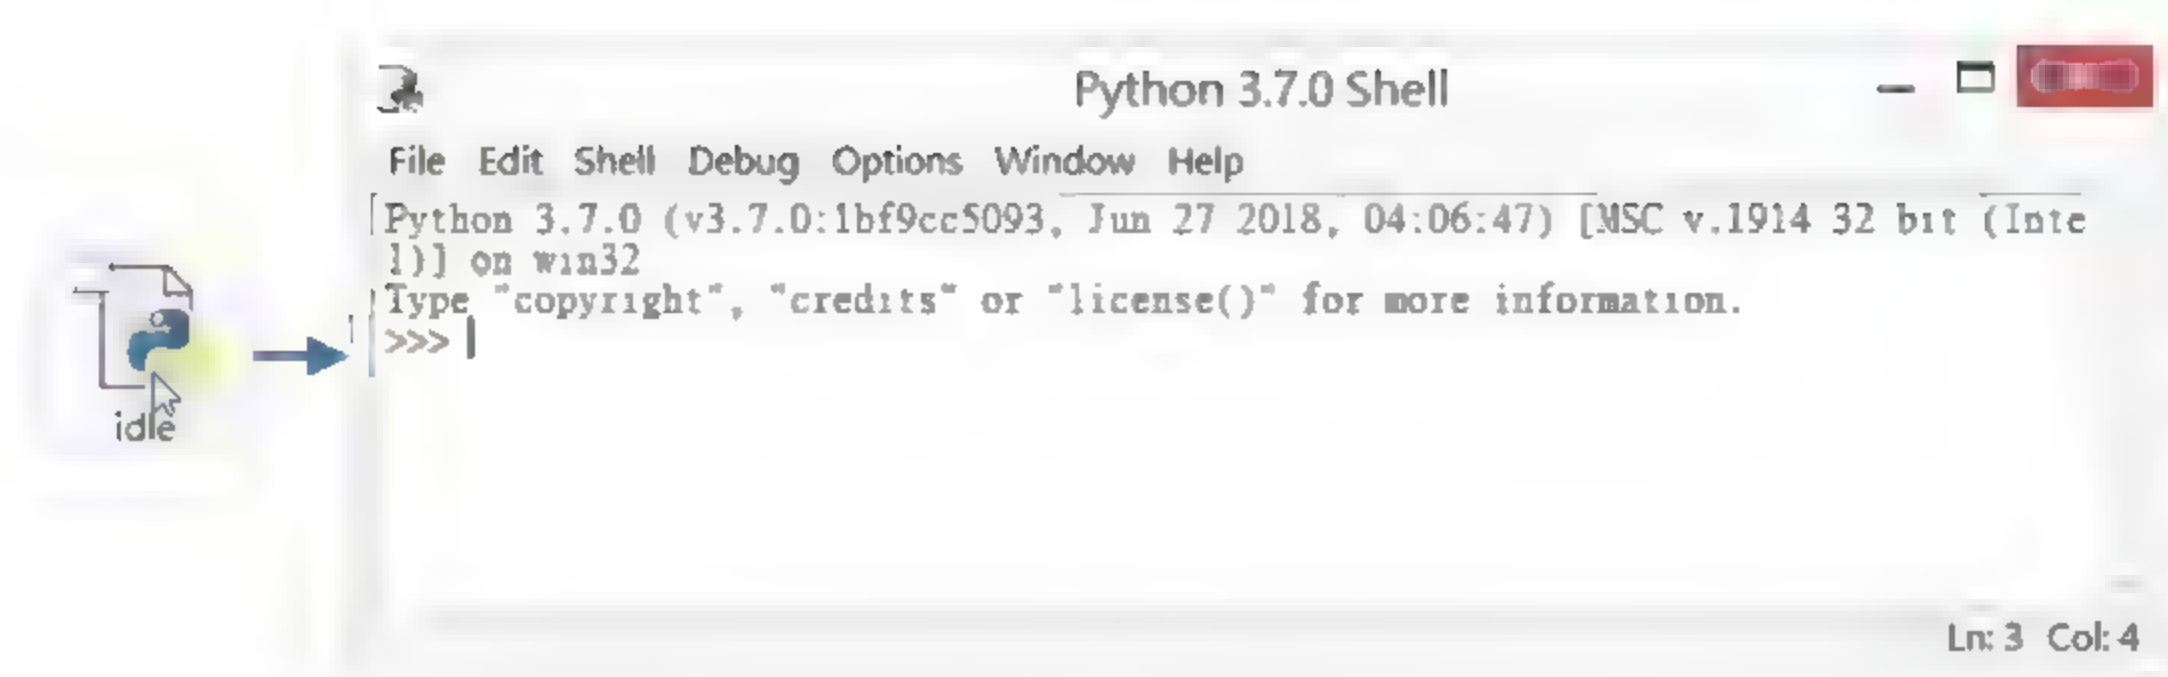 Python 3.7.0 Shell
File Edit Shell Debug Options Window Help
Python 3.7.0 (v3.7.0:1bf9cc5093, Jun 27 2018, 04:06:47) [MSC v.1914 32 bit (Inte
l)] on win32
Type "copyright", "credits" or "license()" for more information.
>>>
idle
Ln: 3 Col: 4